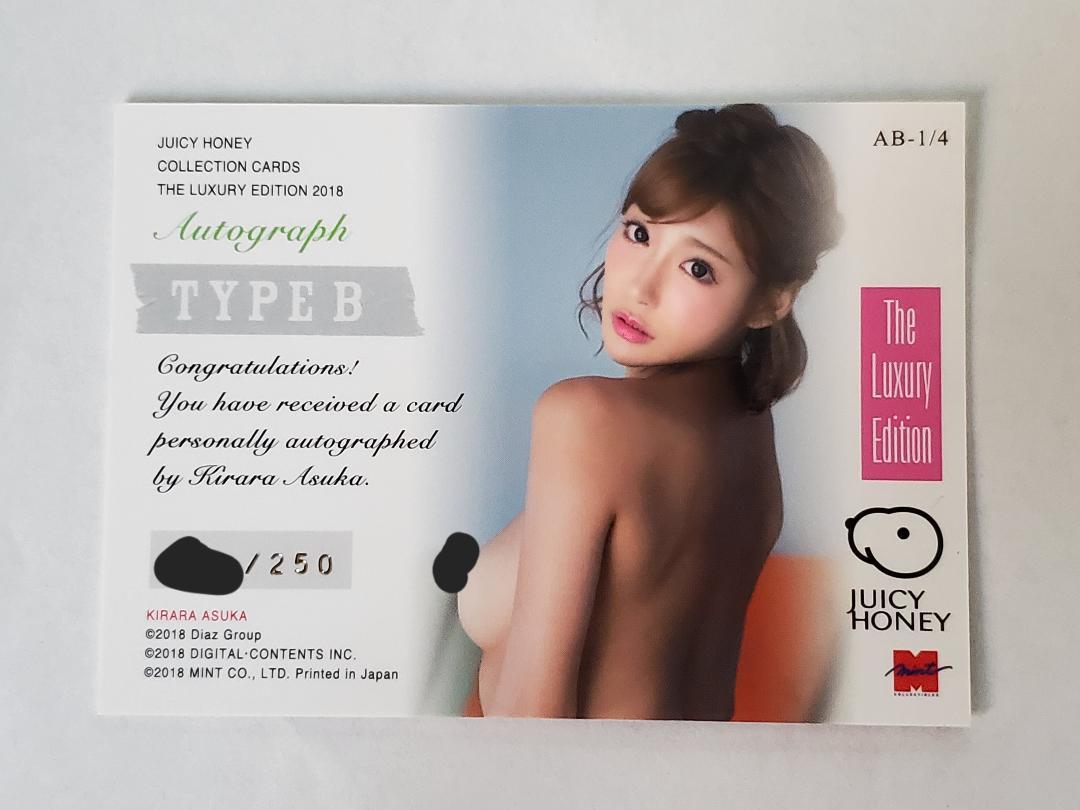 JUICY HONEY
COLLECTION CARDS
THE LUXURY EDITION 2018
Autograph
TYPE B
Congratulations!
You have received a card
personally autographed
by Kirara Asuka.
/250
KIRARA ASUKA
©2018 Diaz Group
©2018 DIGITAL·CONTENTS INC.
©2018 MINT CO., LTD. Printed in Japan
AB-1/4
The
Luxury
Edition
JUICY
HONEY
M
mint
COLLECTIBLES